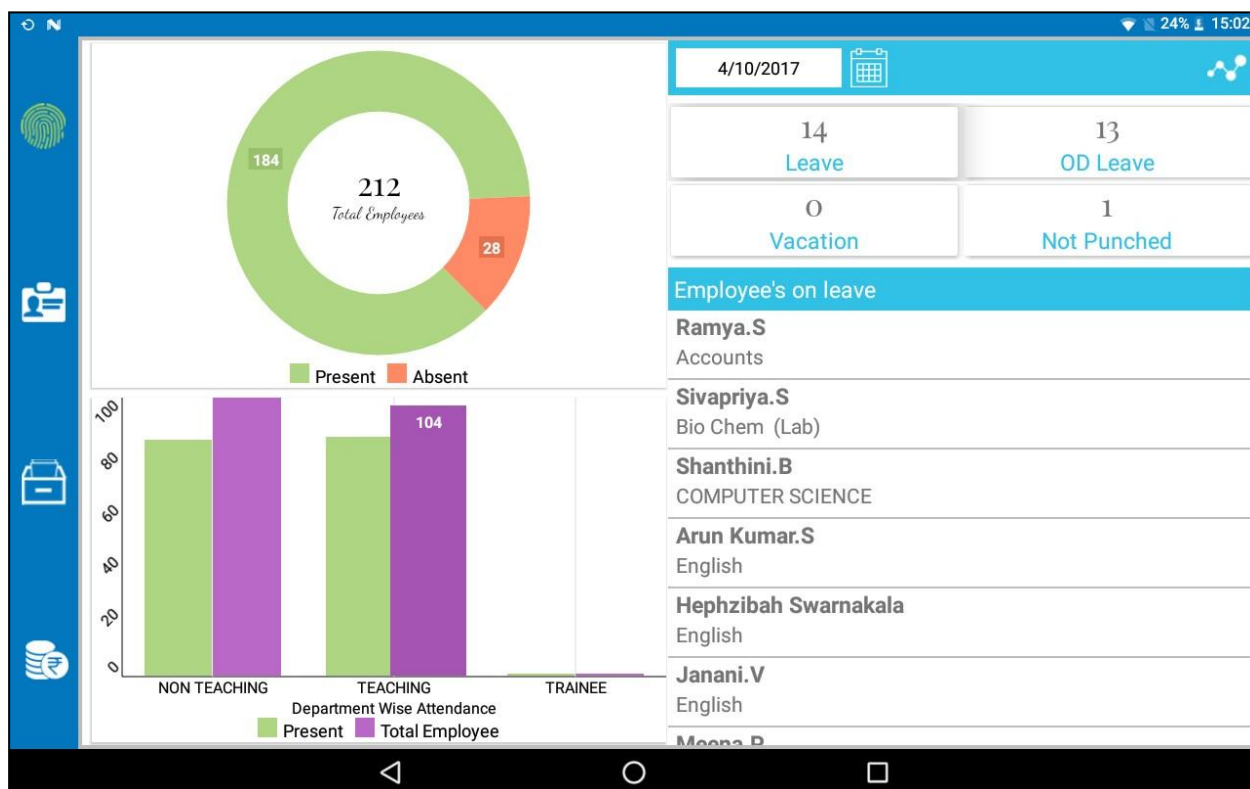 24% 15:02
184
212
Total Employees
28
Present Absent
100
80
60
40
20
0
104
NON TEACHING TEACHING TRAINEE
Department Wise Attendance
Present Total Employee
4/10/2017
14
Leave
13
OD Leave
0
Vacation
1
Not Punched
Employee's on leave
Ramya.S
Accounts
Sivapriya.S
Bio Chem (Lab)
Shanthini.B
COMPUTER SCIENCE
Arun Kumar.S
English
Hephzibah Swarnakala
English
Janani.V
English